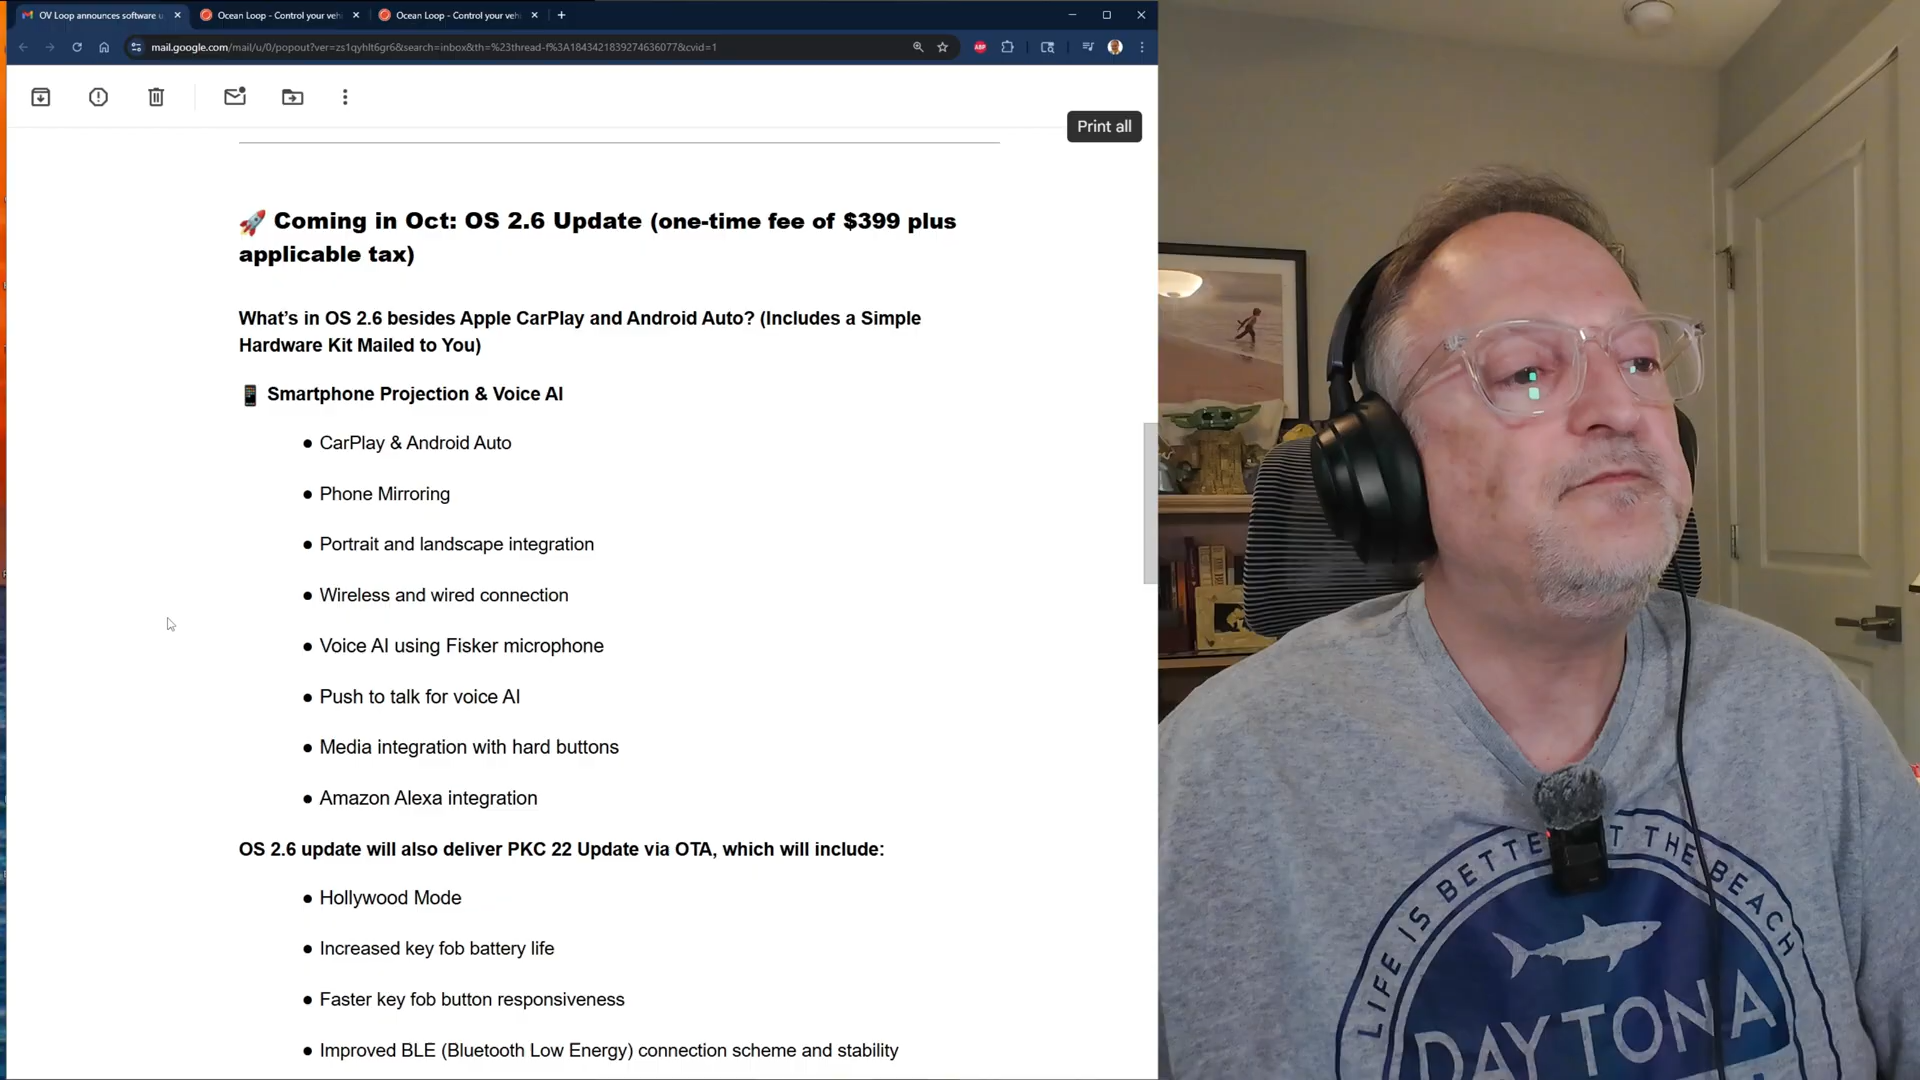 OV Loop announces software u
Ocean Loop - Control your veh
Ocean Loop - Control your veh
mail.google.com/mail/u/0/popout?ver=zs1qyhlt6gr6&search=inbox&th=%23thread-f%3A1843421839274636077&cvid=1
ABP
Print all
🚀 Coming in Oct: OS 2.6 Update (one-time fee of $399 plus
applicable tax)
What's in OS 2.6 besides Apple CarPlay and Android Auto? (Includes a Simple
Hardware Kit Mailed to You)
📱 Smartphone Projection & Voice AI
● CarPlay & Android Auto
● Phone Mirroring
● Portrait and landscape integration
● Wireless and wired connection
● Voice AI using Fisker microphone
● Push to talk for voice AI
● Media integration with hard buttons
● Amazon Alexa integration
OS 2.6 update will also deliver PKC 22 Update via OTA, which will include:
● Hollywood Mode
● Increased key fob battery life
● Faster key fob button responsiveness
● Improved BLE (Bluetooth Low Energy) connection scheme and stability
LIFE IS BETTE T THE BEACH
DAYTONA